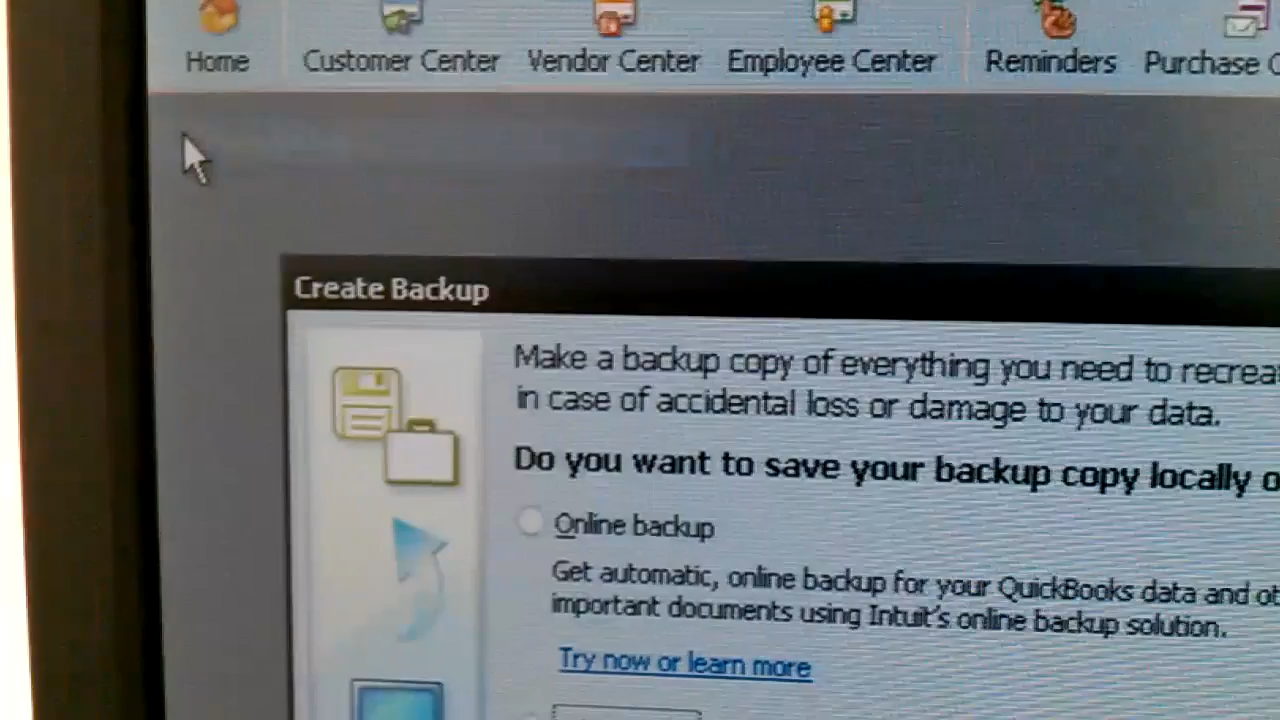 Home Customer Center Vendor Center Employee Center Reminders Purchase
Create Backup
Make a backup copy of everything you need to
in case of accidental loss or damage to your data.
Do you want to save your backup copy locally
Online backup
Get automatic, online backup for your QuickBooks data and
important documents using Intuit's online backup solution.
Try now or learn more